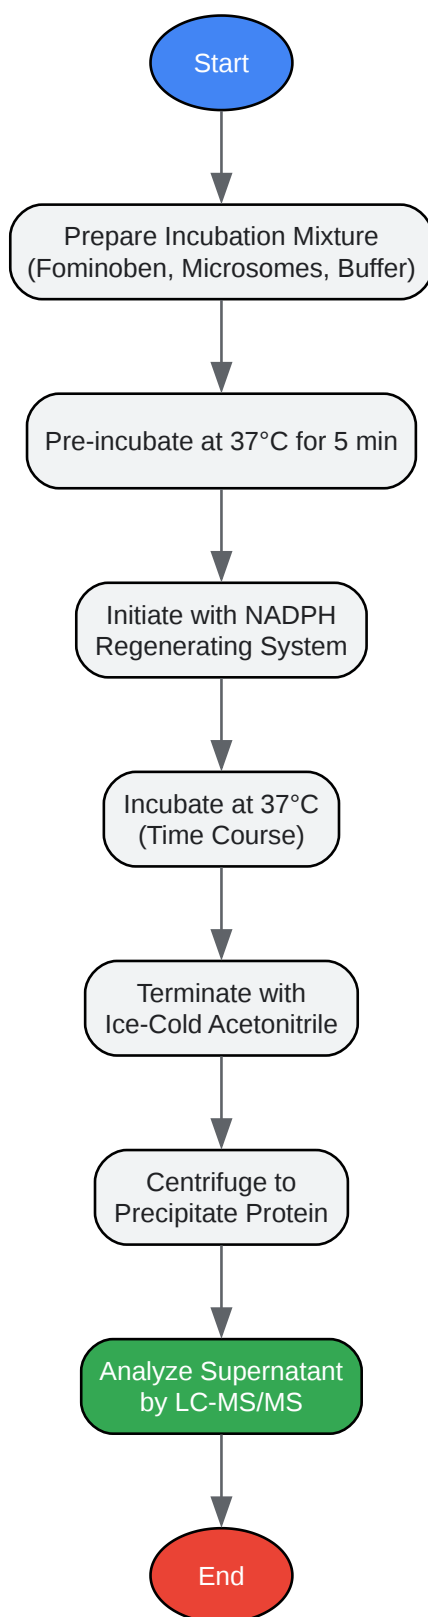 Start
Prepare Incubation Mixture
(Fominoben, Microsomes, Buffer)
Pre-incubate at 37°C for 5 min
Initiate with NADPH
Regenerating System
Incubate at 37°C
(Time Course)
Terminate with
Ice-Cold Acetonitrile
Centrifuge to
Precipitate Protein
Analyze Supernatant
by LC-MS/MS
End